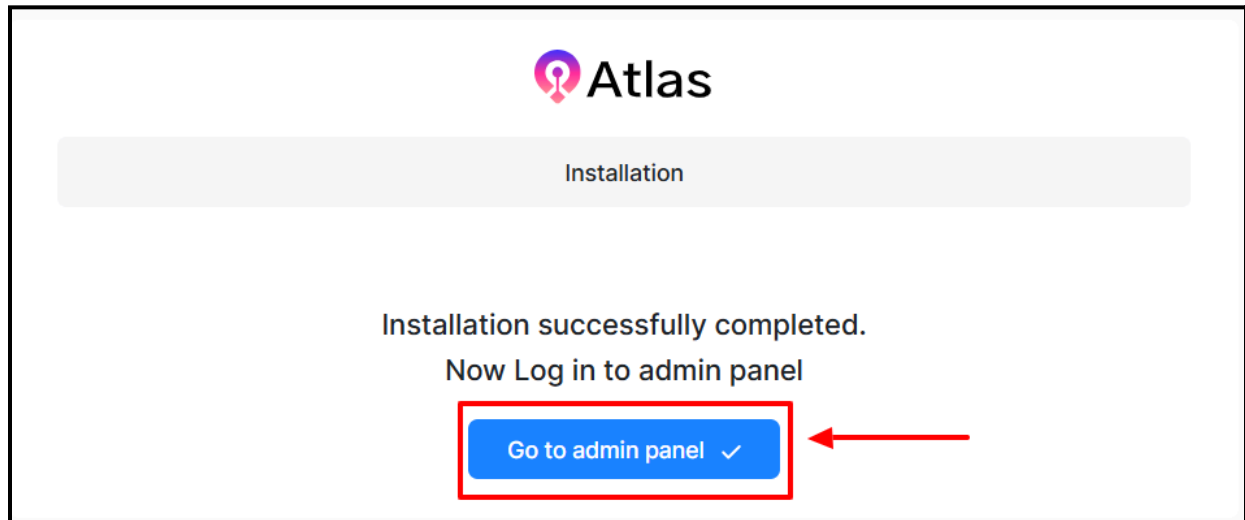 Atlas
Installation
Installation successfully completed.
Now Log in to admin panel
Go to admin panel